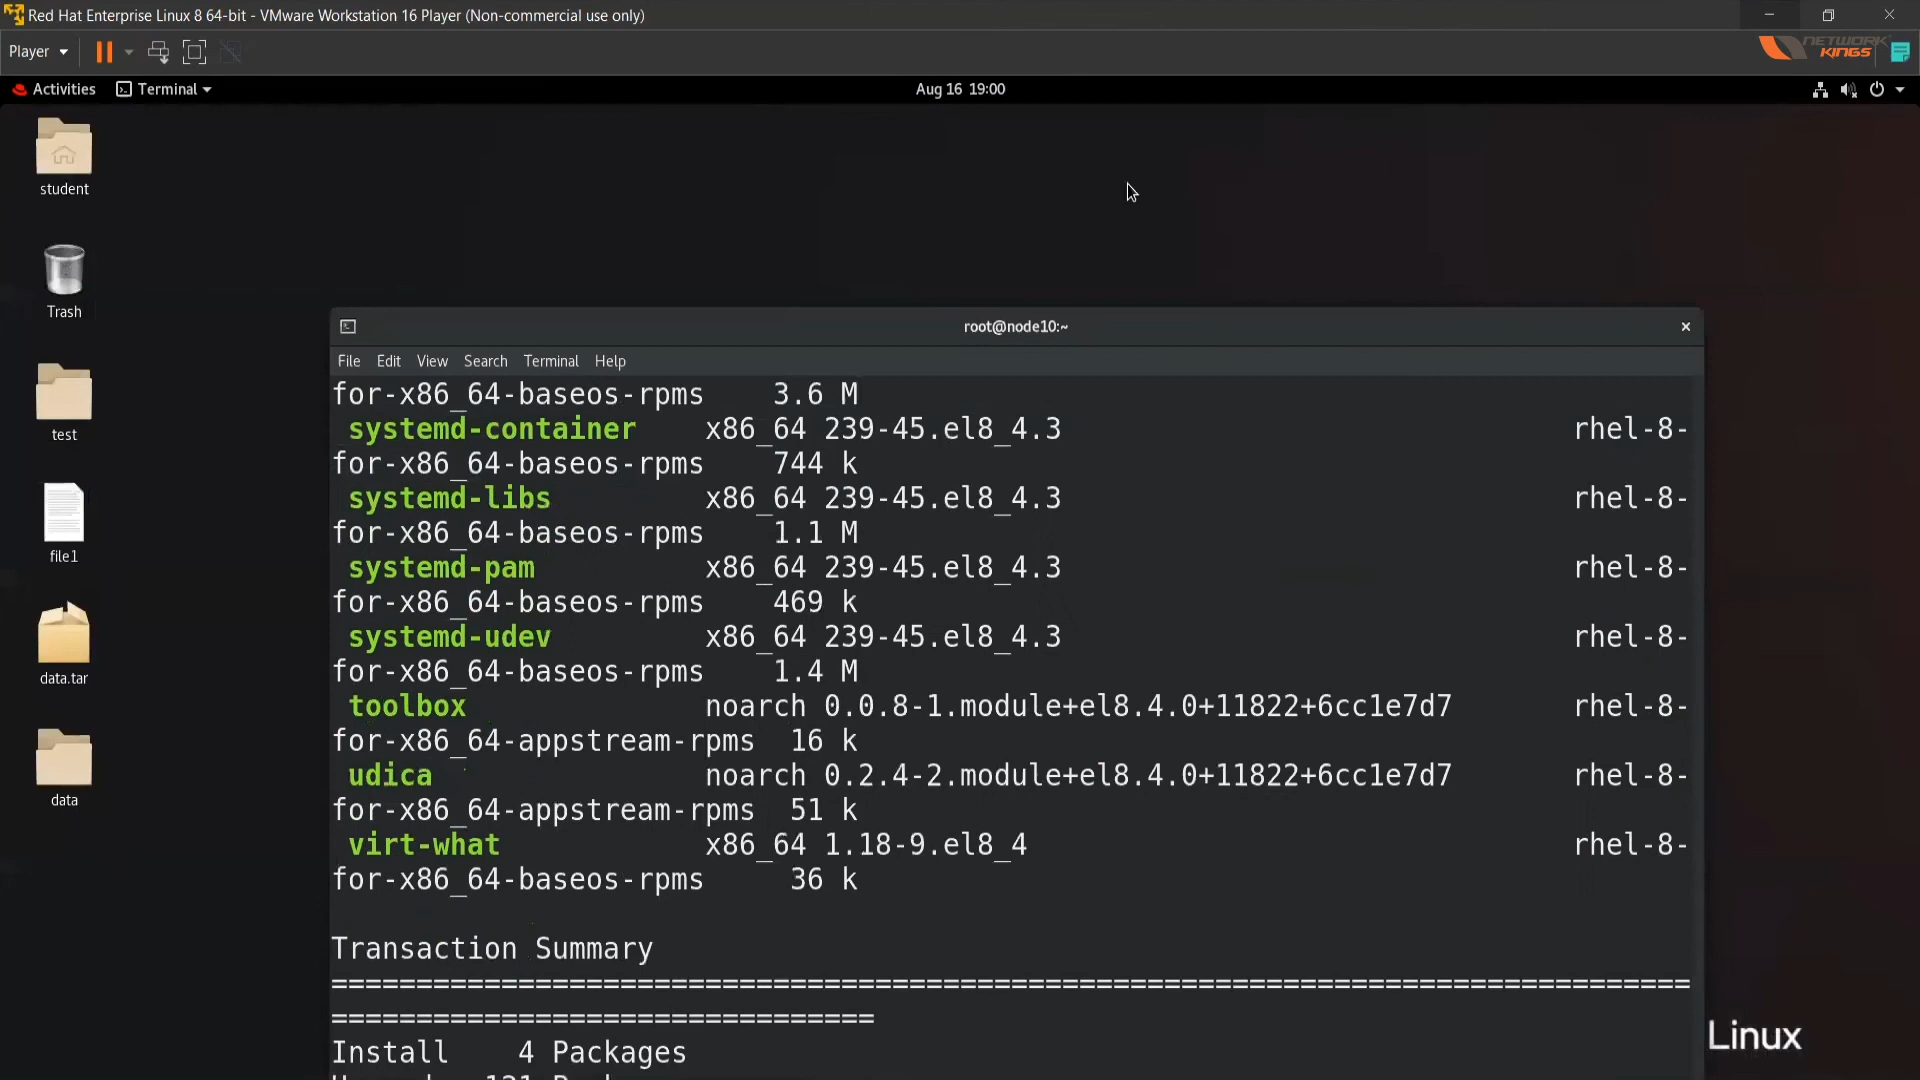 Red Hat Enterprise Linux 8 64-bit - VMware Workstation 16 Player (Non-commercial use only)
Player
NETWORK
KINGS
Activities
Terminal
Aug 16 19:00
student
Trash
test
file1
data.tar
data
root@node10:~
File Edit View Search Terminal Help
for-x86_64-baseos-rpms 3.6 M
systemd-container x86_64 239-45.el8_4.3 rhel-8-
for-x86_64-baseos-rpms 744 k
systemd-libs x86_64 239-45.el8_4.3 rhel-8-
for-x86_64-baseos-rpms 1.1 M
systemd-pam x86_64 239-45.el8_4.3 rhel-8-
for-x86_64-baseos-rpms 469 k
systemd-udev x86_64 239-45.el8_4.3 rhel-8-
for-x86_64-baseos-rpms 1.4 M
toolbox noarch 0.0.8-1.module+el8.4.0+11822+6cc1e7d7 rhel-8-
for-x86_64-appstream-rpms 16 k
udica noarch 0.2.4-2.module+el8.4.0+11822+6cc1e7d7 rhel-8-
for-x86_64-appstream-rpms 51 k
virt-what x86_64 1.18-9.el8_4 rhel-8-
for-x86_64-baseos-rpms 36 k
Transaction Summary
================================================================================
================================
Install 4 Packages
Linux